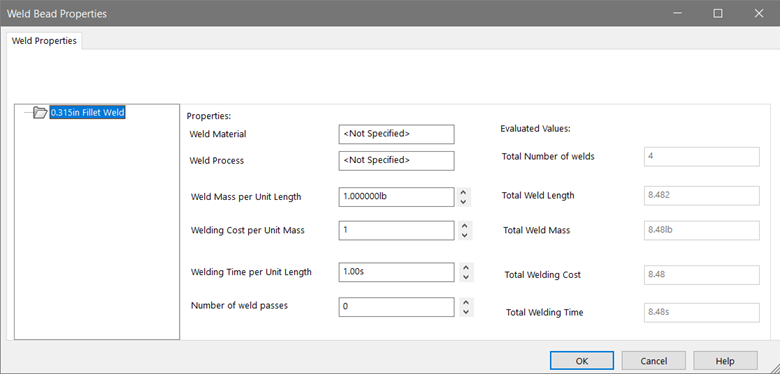 Weld Bead Properties
Weld Properties
0.315in Fillet Weld
Properties:
Weld Material <Not Specified>
Weld Process <Not Specified>
Weld Mass per Unit Length 1.000000lb
Welding Cost per Unit Mass 1
Welding Time per Unit Length 1.00s
Number of weld passes 0
Evaluated Values:
Total Number of welds 4
Total Weld Length 8.482
Total Weld Mass 8.48lb
Total Welding Cost 8.48
Total Welding Time 8.48s
OK Cancel Help